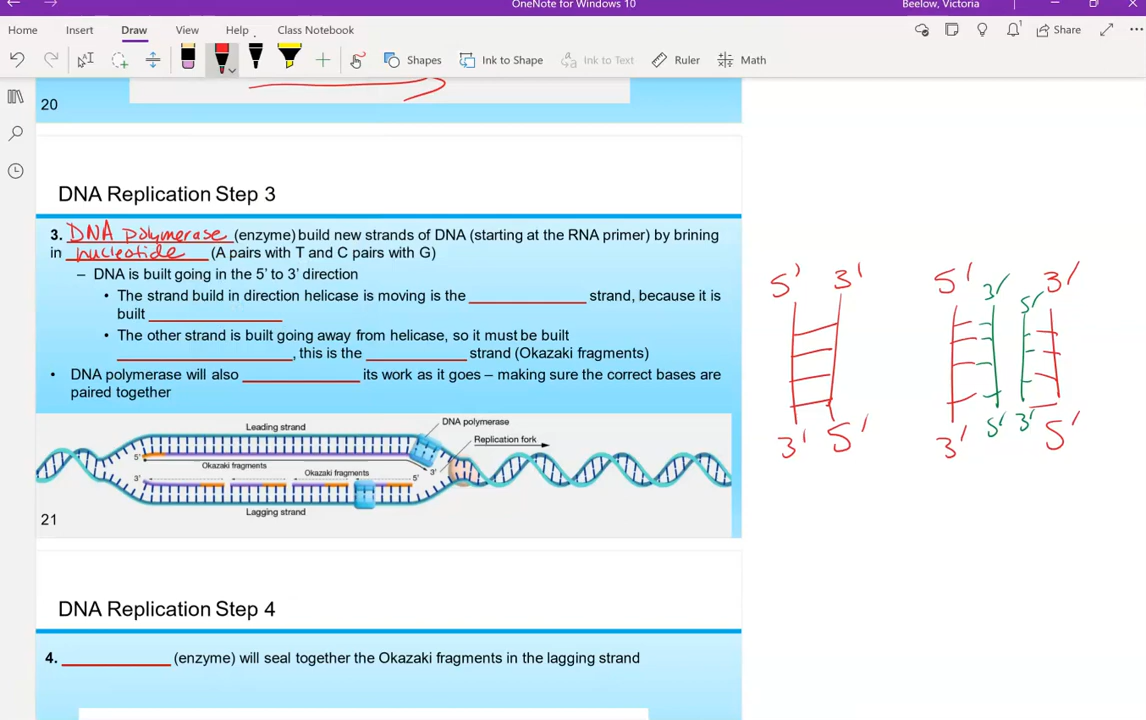 OneNote for Windows 10
Beelow, Victoria
Home Insert Draw View Help Class Notebook
Share
Shapes Ink to Shape Ink to Text Ruler Math
20
DNA Replication Step 3
3. DNA polymerase (enzyme) build new strands of DNA (starting at the RNA primer) by brining
in nucleotide (A pairs with T and C pairs with G)
– DNA is built going in the 5' to 3' direction
• The strand build in direction helicase is moving is the ____________ strand, because it is
built ____________
• The other strand is built going away from helicase, so it must be built
____________, this is the ____________ strand (Okazaki fragments)
• DNA polymerase will also ____________ its work as it goes – making sure the correct bases are
paired together
DNA polymerase
Leading strand
Replication fork
5'
Okazaki fragments
Okazaki fragments
3'
3'
5'
Lagging strand
21
5' 3'
3' 5'
5' 3' 5' 3'
3' 5' 3' 5'
DNA Replication Step 4
4. ____________ (enzyme) will seal together the Okazaki fragments in the lagging strand